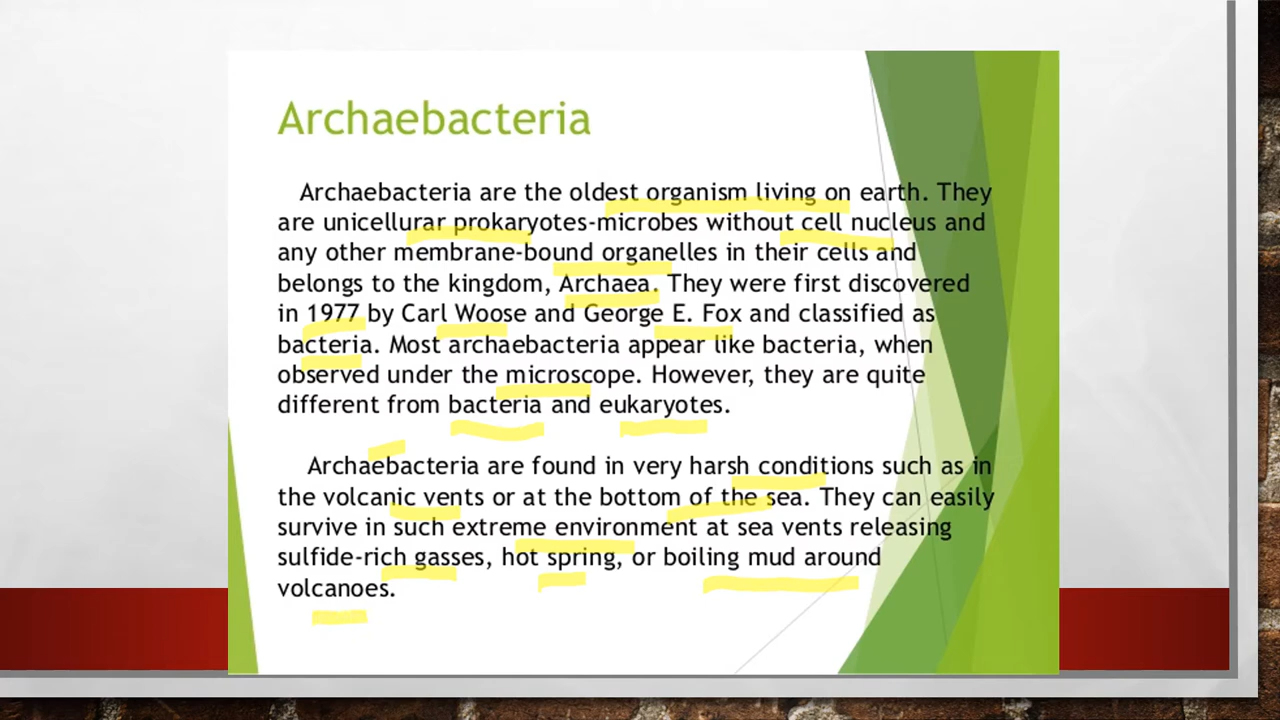 Archaebacteria
Archaebacteria are the oldest organism living on earth. They
are unicellurar prokaryotes-microbes without cell nucleus and
any other membrane-bound organelles in their cells and
belongs to the kingdom, Archaea. They were first discovered
in 1977 by Carl Woose and George E. Fox and classified as
bacteria. Most archaebacteria appear like bacteria, when
observed under the microscope. However, they are quite
different from bacteria and eukaryotes.
Archaebacteria are found in very harsh conditions such as in
the volcanic vents or at the bottom of the sea. They can easily
survive in such extreme environment at sea vents releasing
sulfide-rich gasses, hot spring, or boiling mud around
volcanoes.